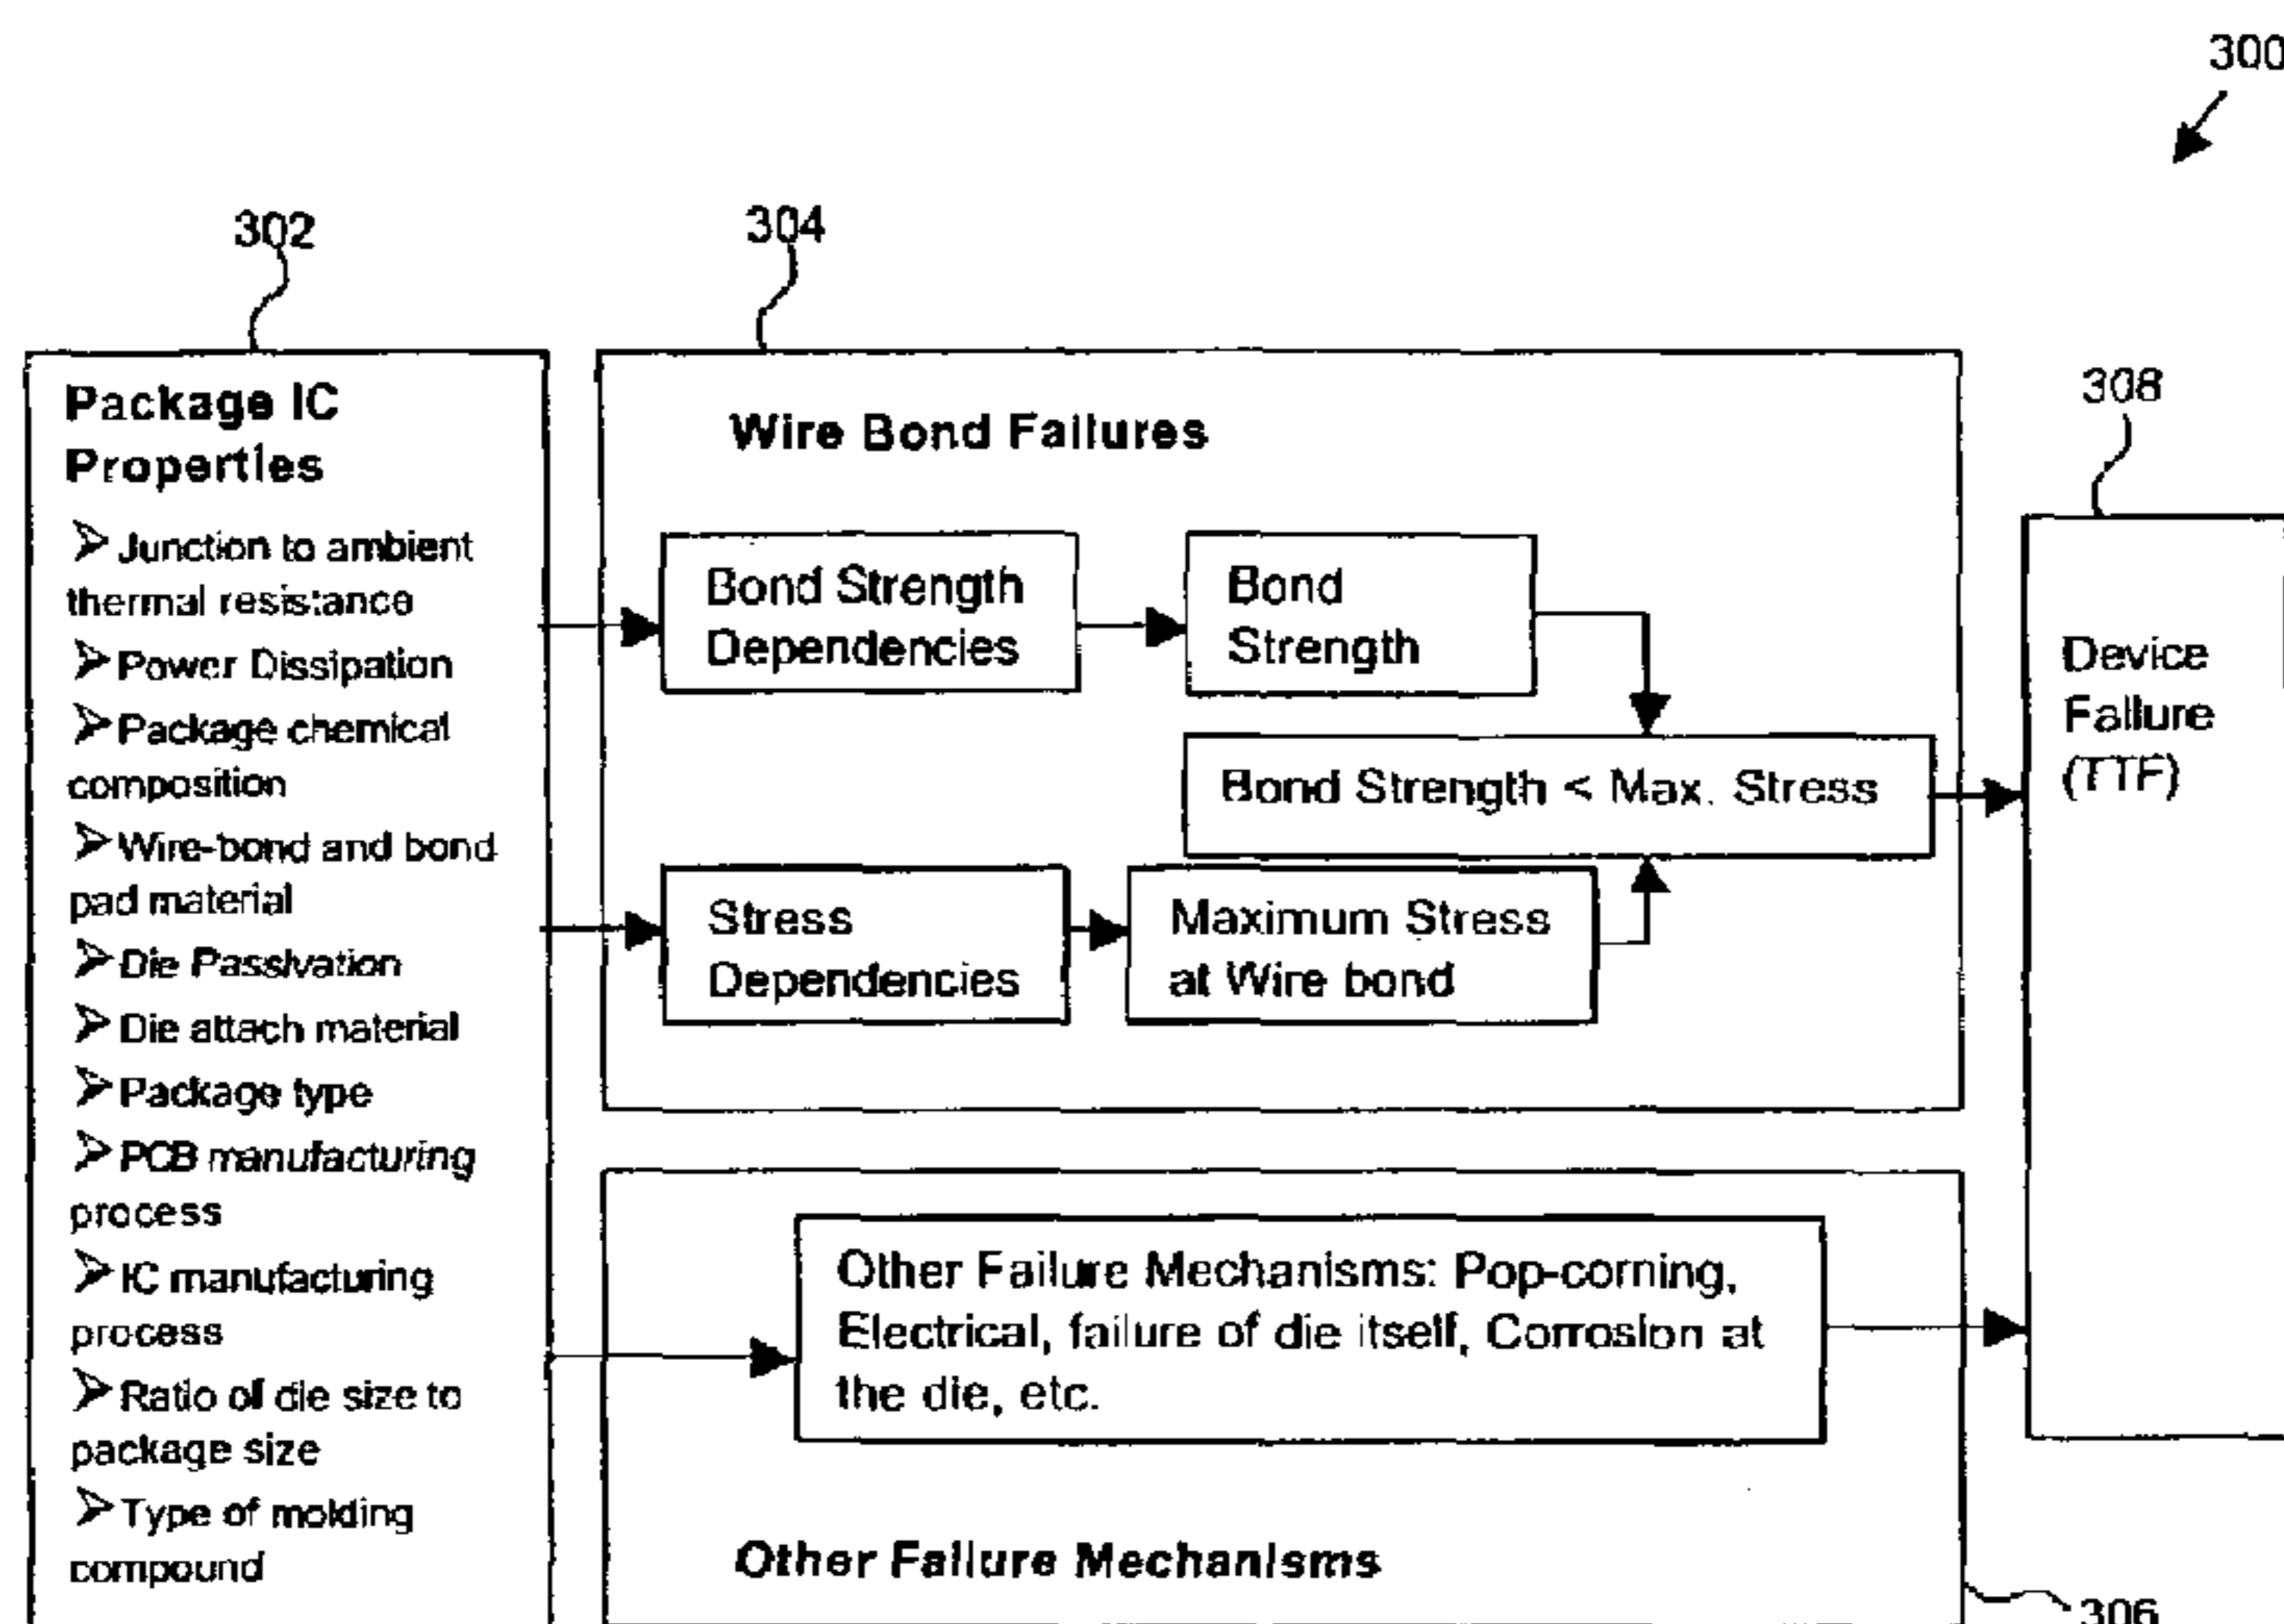 300
302
304
Package IC
Properties
➢ Junction to ambient
thermal resistance
➢ Power Dissipation
➢ Package chemical
composition
➢ Wire-bond and bond
pad material
➢ Die Passivation
➢ Die attach material
➢ Package type
➢ PCB manufacturing
process
➢ IC manufacturing
process
➢ Ratio of die size to
package size
➢ Type of molding
compound
Wire Bond Failures
Bond Strength
Dependencies
Bond
Strength
Bond Strength < Max. Stress
Stress
Dependencies
Maximum Stress
at Wire bond
Other Failure Mechanisms: Pop-corning,
Electrical, failure of die itself, Corrosion at
the die, etc.
Other Failure Mechanisms
306
308
Device
Failure
(TTF)